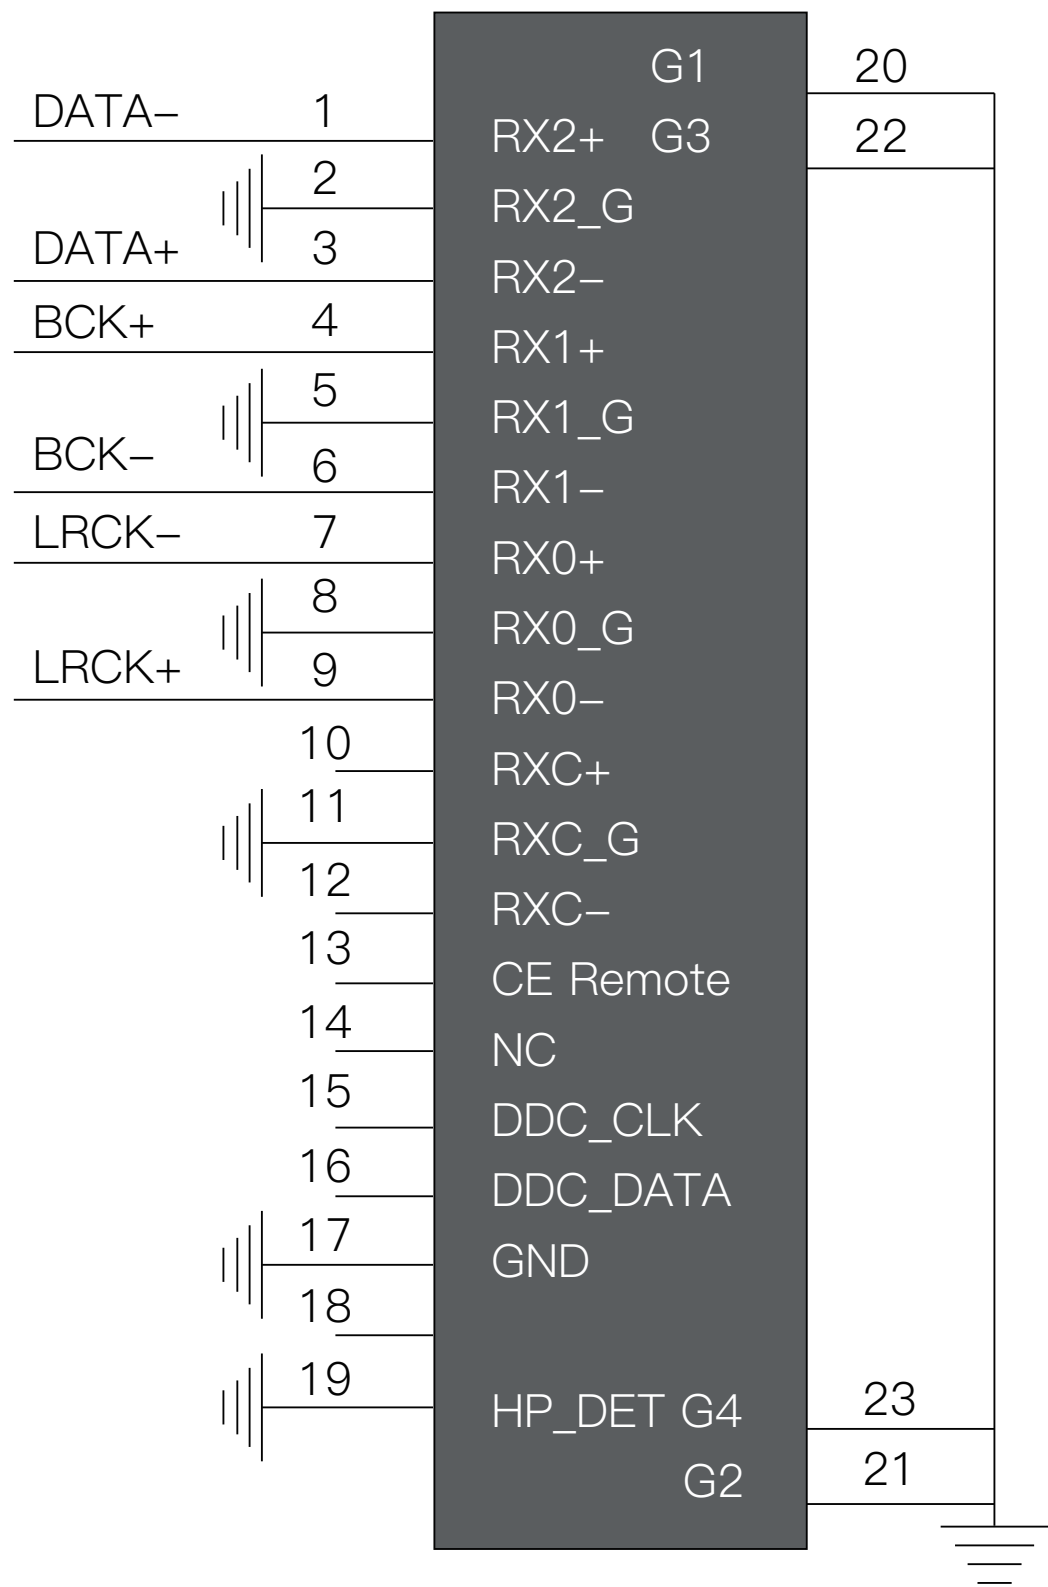 G1 20
DATA– 1 RX2+ G3 22
2 RX2_G
DATA+ 3 RX2–
BCK+ 4 RX1+
5 RX1_G
BCK– 6 RX1–
LRCK– 7 RX0+
8 RX0_G
LRCK+ 9 RX0–
10 RXC+
11 RXC_G
12 RXC–
13 CE Remote
14 NC
15 DDC_CLK
16 DDC_DATA
17 GND
18
19 HP_DET G4 23
G2 21